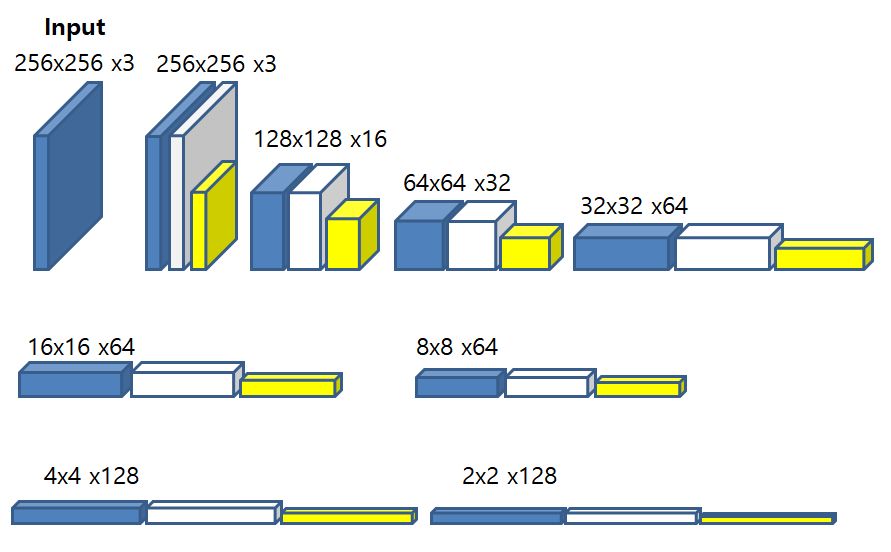 Input
256x256 x3
256x256 x3
128x128 x16
64x64 x32
32x32 x64
16x16 x64
8x8 x64
4x4 x128
2x2 x128